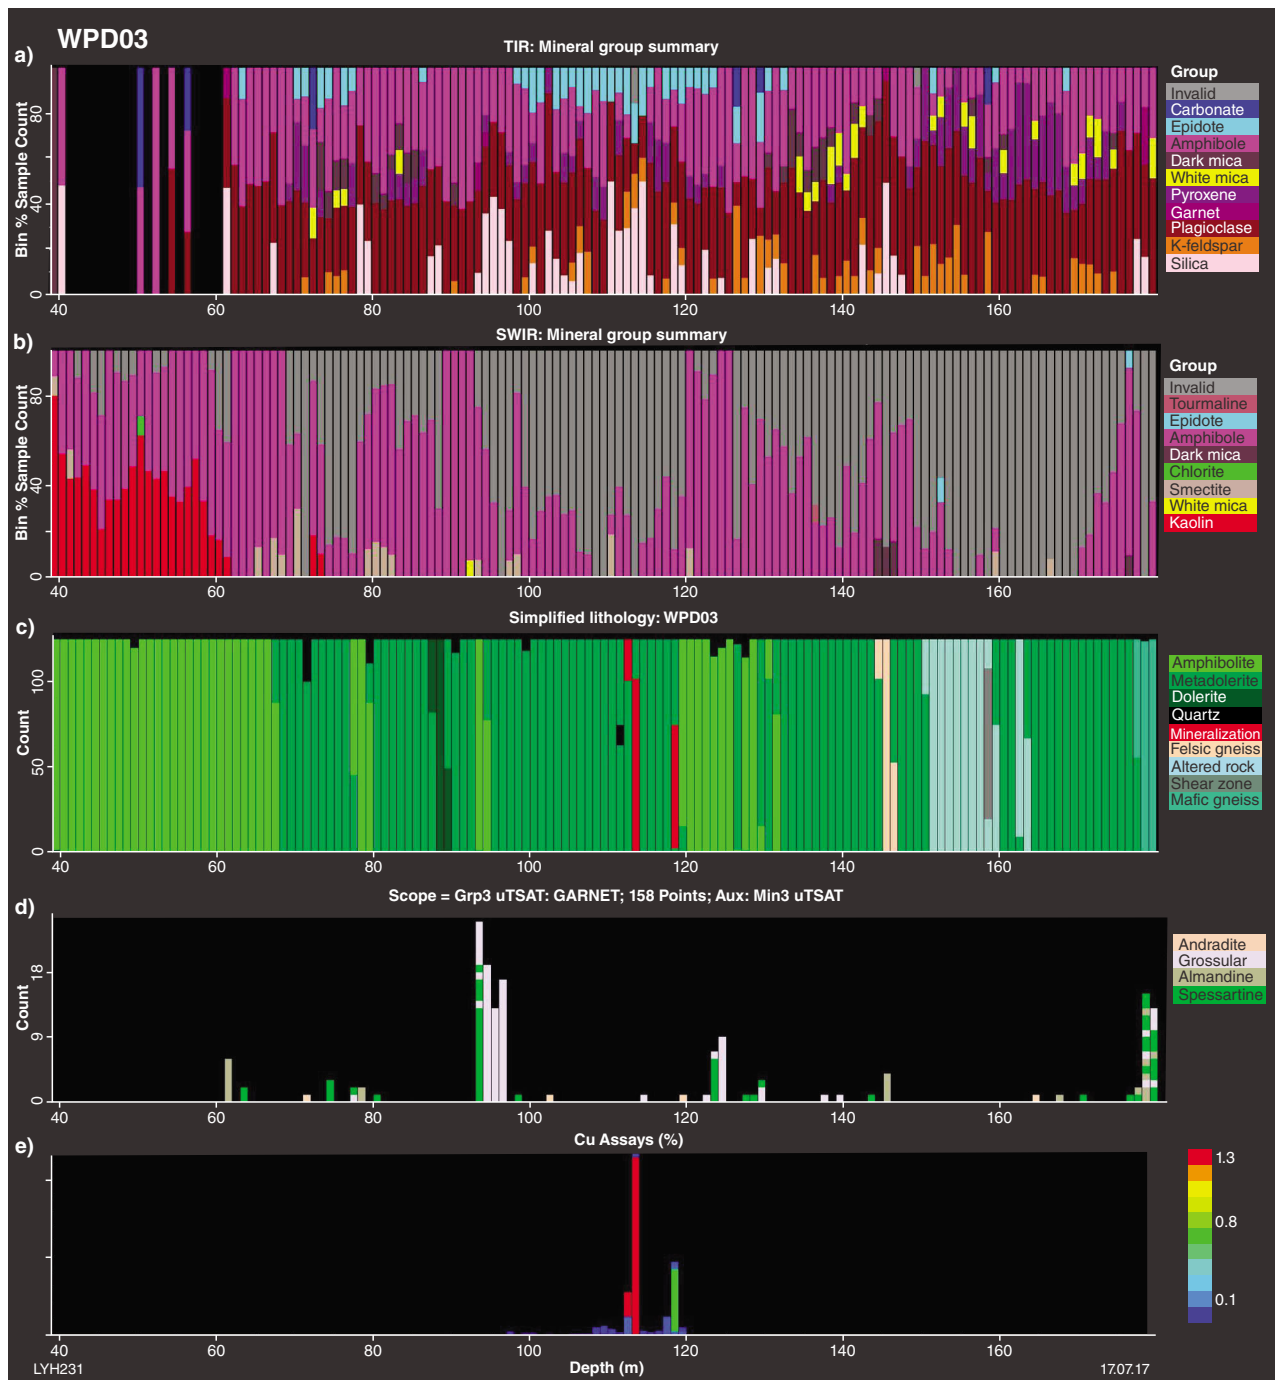 WPD03
a)
TIR: Mineral group summary
Bin % Sample Count
80
40
0
40
60
80
100
120
140
160
Group
Invalid
Carbonate
Epidote
Amphibole
Dark mica
White mica
Pyroxene
Garnet
Plagioclase
K-feldspar
Silica
b)
SWIR: Mineral group summary
Bin % Sample Count
80
40
0
40
60
80
100
120
140
160
Group
Invalid
Tourmaline
Epidote
Amphibole
Dark mica
Chlorite
Smectite
White mica
Kaolin
c)
Simplified lithology: WPD03
Count
100
50
0
40
60
80
100
120
140
160
Amphibolite
Metadolerite
Dolerite
Quartz
Mineralization
Felsic gneiss
Altered rock
Shear zone
Mafic gneiss
d)
Scope = Grp3 uTSAT: GARNET; 158 Points; Aux: Min3 uTSAT
Count
18
9
0
40
60
80
100
120
140
160
Andradite
Grossular
Almandine
Spessartine
e)
Cu Assays (%)
1.3
0.8
0.1
40
60
80
100
120
140
160
Depth (m)
LYH231
17.07.17